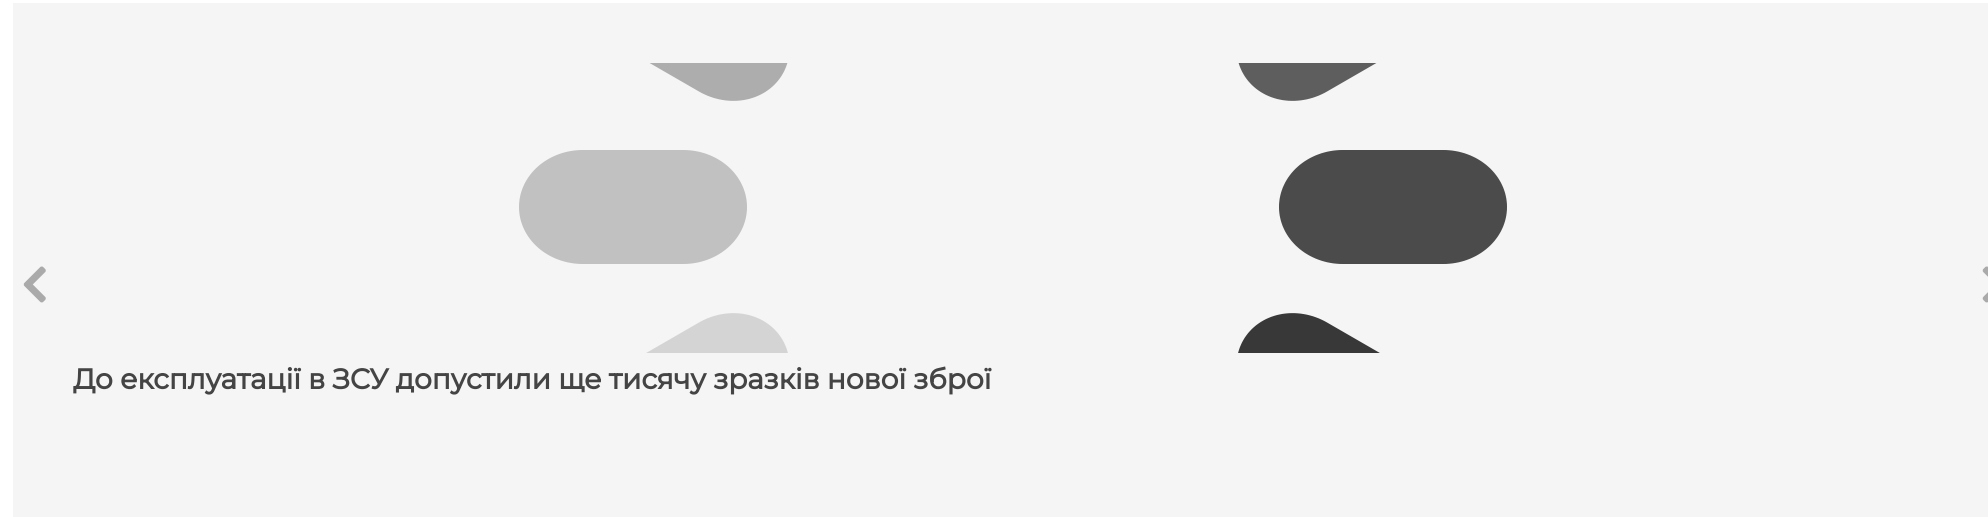 До експлуатації в ЗСУ допустили ще тисячу зразків нової зброї